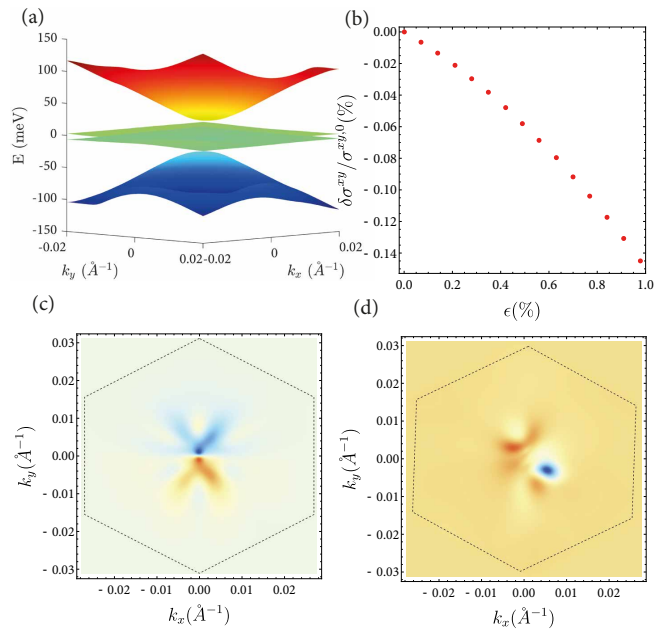 (a)
150
100
50
0
-50
-100
-150
E (meV)
-0.02
0
0.02
-0.02
0
0.02
k_y (Å⁻¹)
k_x (Å⁻¹)
(b)
0.00
- 0.02
- 0.04
- 0.06
- 0.08
- 0.10
- 0.12
- 0.14
δσ^{xy}/σ^{xy,0}(%)
0.0 0.2 0.4 0.6 0.8 1.0
ϵ(%)
(c)
0.03
0.02
0.01
0.00
- 0.01
- 0.02
- 0.03
k_y(Å⁻¹)
- 0.02 - 0.01 0.00 0.01 0.02
k_x(Å⁻¹)
(d)
0.03
0.02
0.01
0.00
- 0.01
- 0.02
- 0.03
k_y(Å⁻¹)
- 0.02 - 0.01 0.00 0.01 0.02
k_x(Å⁻¹)